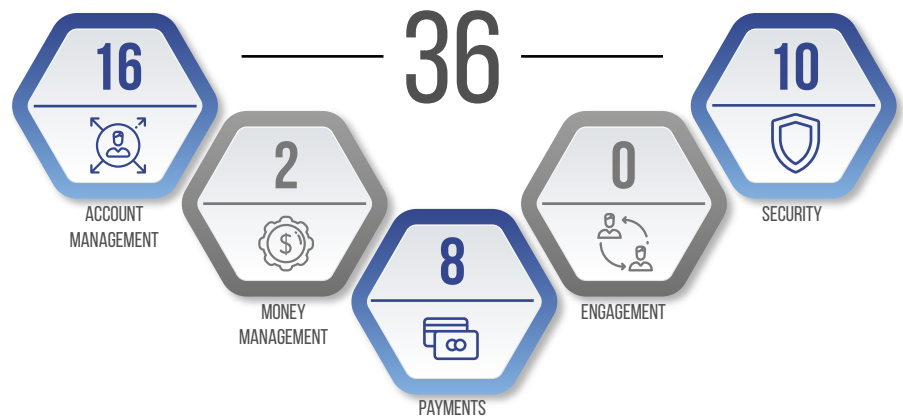 36
16
ACCOUNT
MANAGEMENT
2
$
MONEY
MANAGEMENT
8
PAYMENTS
0
ENGAGEMENT
10
SECURITY